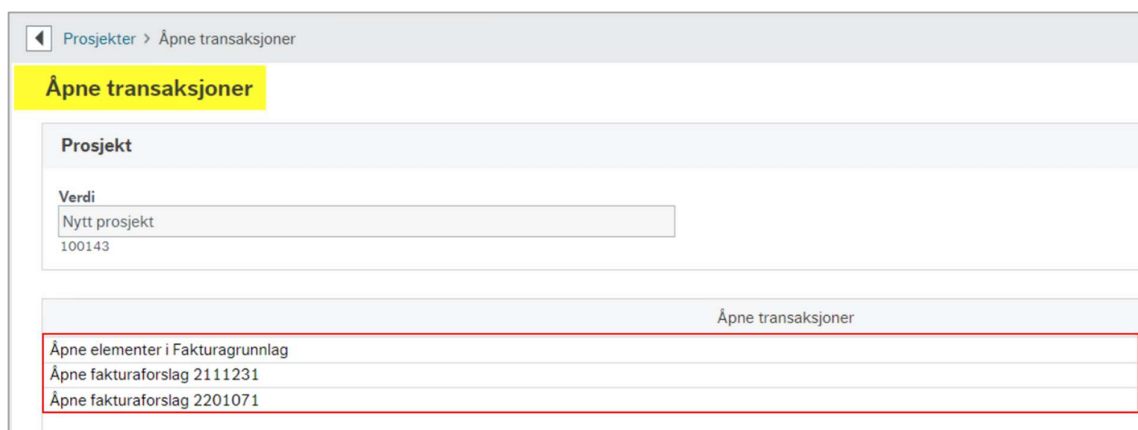 Prosjekter > Åpne transaksjoner
Åpne transaksjoner
Prosjekt
Verdi
Nytt prosjekt
100143
Åpne transaksjoner
Åpne elementer i Fakturagrunnlag
Åpne fakturaforslag 2111231
Åpne fakturaforslag 2201071